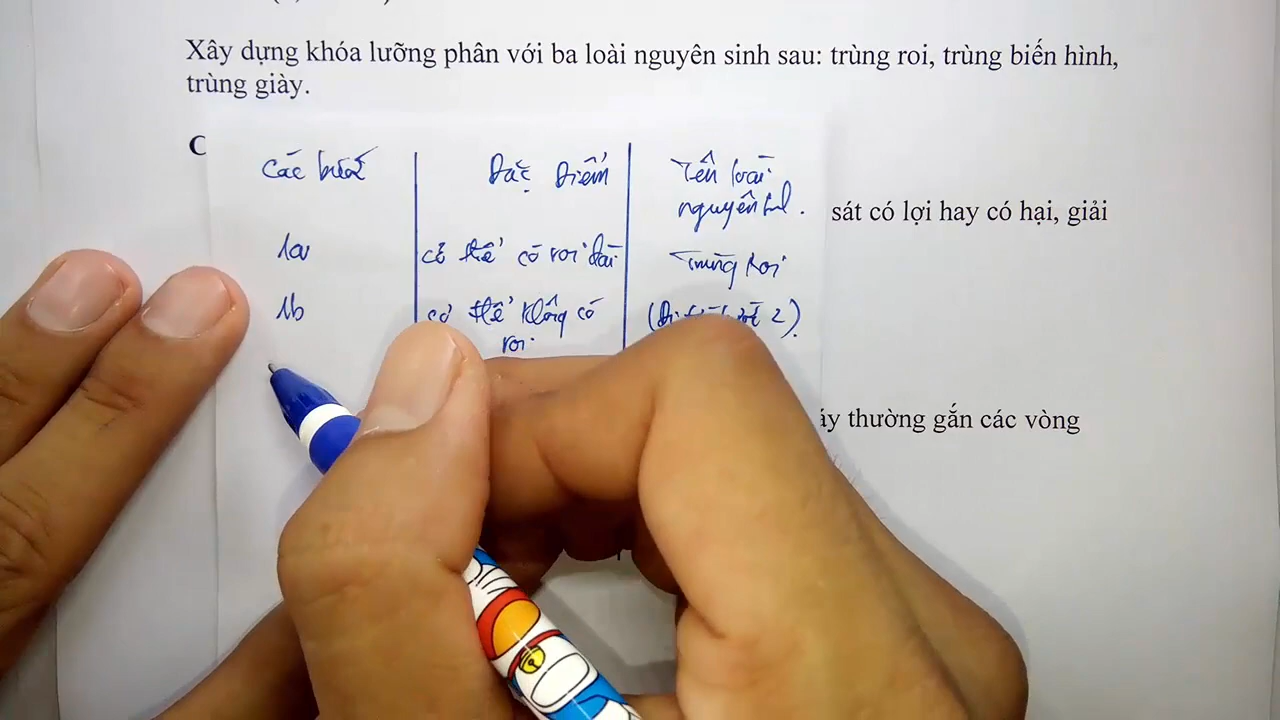 Xây dựng khóa lưỡng phân với ba loài nguyên sinh sau: trùng roi, trùng biến hình,
trùng giày.
C
Các bước
Đặc điểm
Tên loài
nguyên sinh.
sát có lợi hay có hại, giải
1a
cơ thể có roi dài
Trùng Roi
1b
cơ thể không có
roi.
2).
áy thường gắn các vòng